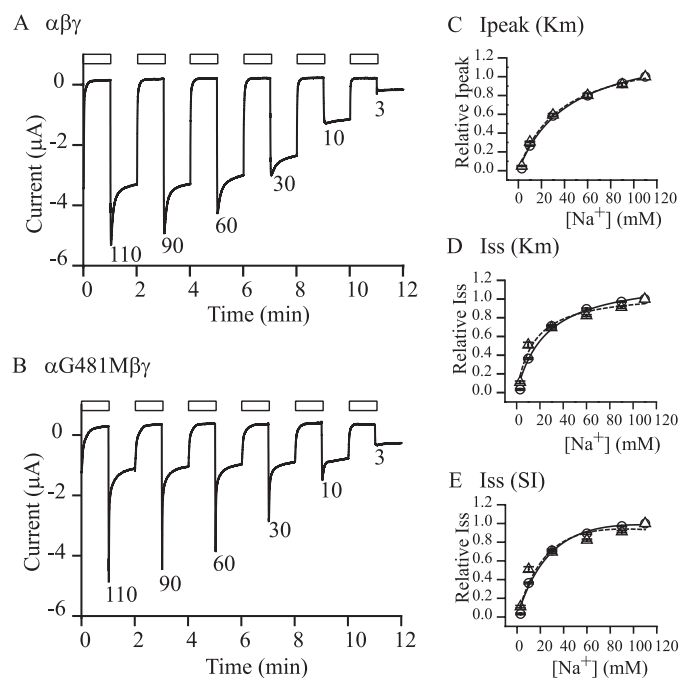 A αβγ
0
-2
-4
-6
Current (µA)
110
90
60
30
10
3
0 2 4 6 8 10 12
Time (min)
B αG481Mβγ
0
-2
-4
-6
Current (µA)
110
90
60
30
10
3
0 2 4 6 8 10 12
Time (min)
C Ipeak (Km)
1.2
1.0
0.8
0.6
0.4
0.2
0.0
Relative Ipeak
0 20 40 60 80 100 120
[Na⁺] (mM)
D Iss (Km)
1.2
1.0
0.8
0.6
0.4
0.2
0.0
Relative Iss
0 20 40 60 80 100 120
[Na⁺] (mM)
E Iss (SI)
1.2
1.0
0.8
0.6
0.4
0.2
0.0
Relative Iss
0 20 40 60 80 100 120
[Na⁺] (mM)